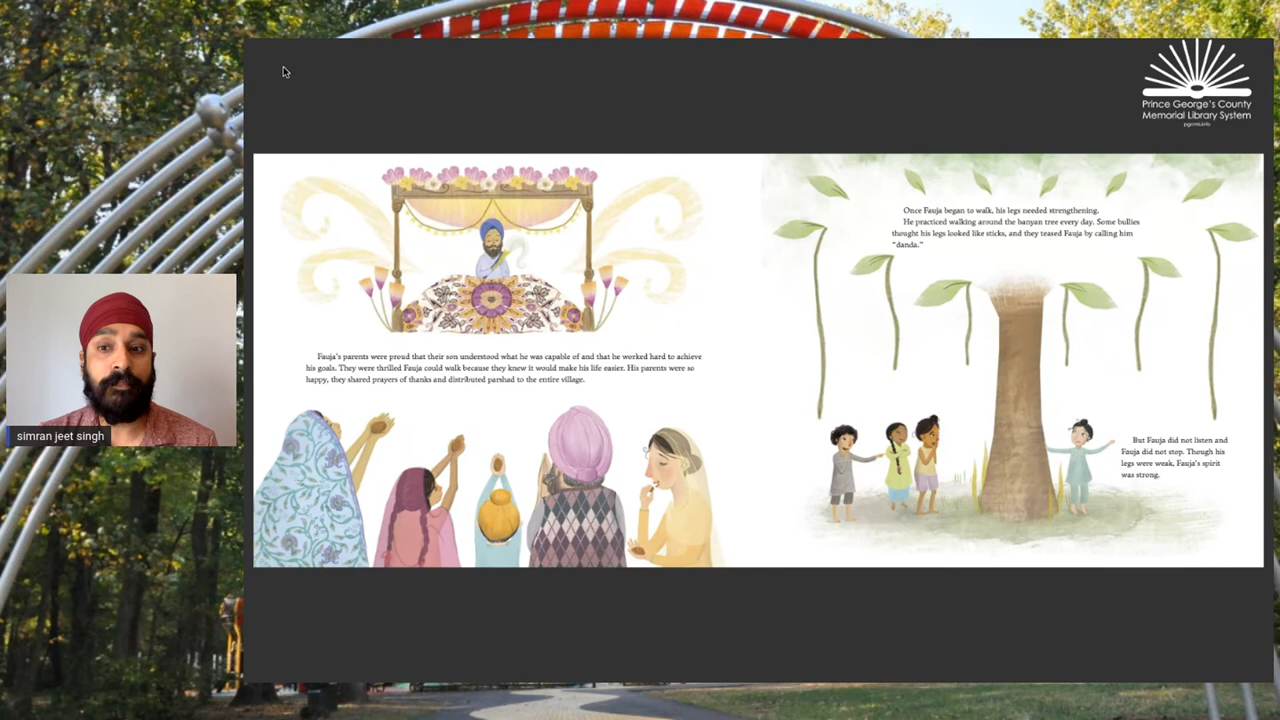 Prince George's County
Memorial Library System
pgcmls.info
Once Fauja began to walk, his legs needed strengthening.
He practiced walking around the banyan tree every day. Some bullies
thought his legs looked like sticks, and they teased Fauja by calling him
“danda.”
Fauja's parents were proud that their son understood what he was capable of and that he worked hard to achieve
his goals. They were thrilled Fauja could walk because they knew it would make his life easier. His parents were so
happy, they shared prayers of thanks and distributed parshad to the entire village.
But Fauja did not listen and
Fauja did not stop. Though his
legs were weak, Fauja's spirit
was strong.
simran jeet singh